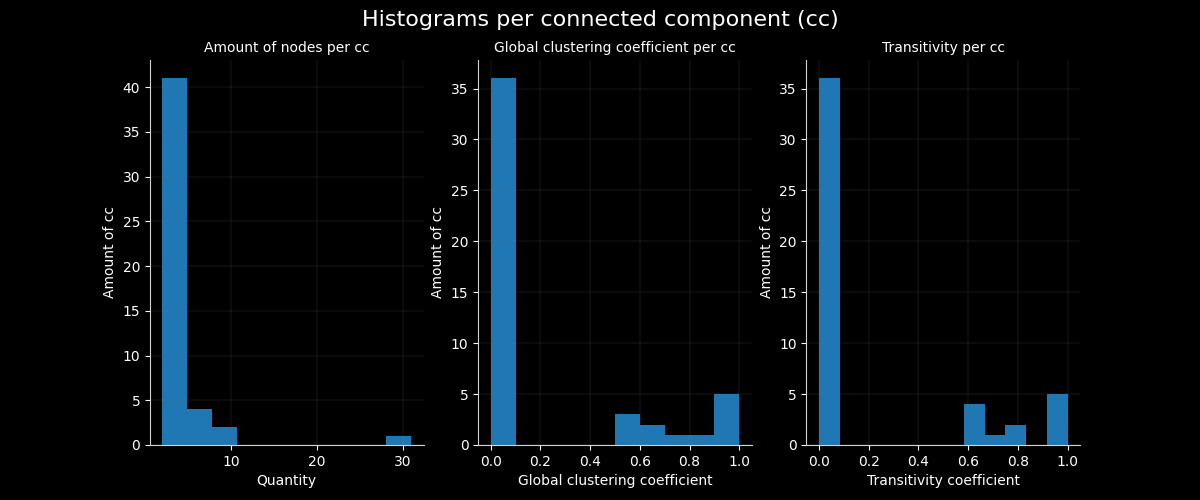 Histograms per connected component (cc)
Amount of nodes per cc
Amount of cc
40
35
30
25
20
15
10
5
0
10 20 30
Quantity
Global clustering coefficient per cc
Amount of cc
35
30
25
20
15
10
5
0
0.0 0.2 0.4 0.6 0.8 1.0
Global clustering coefficient
Transitivity per cc
Amount of cc
35
30
25
20
15
10
5
0
0.0 0.2 0.4 0.6 0.8 1.0
Transitivity coefficient